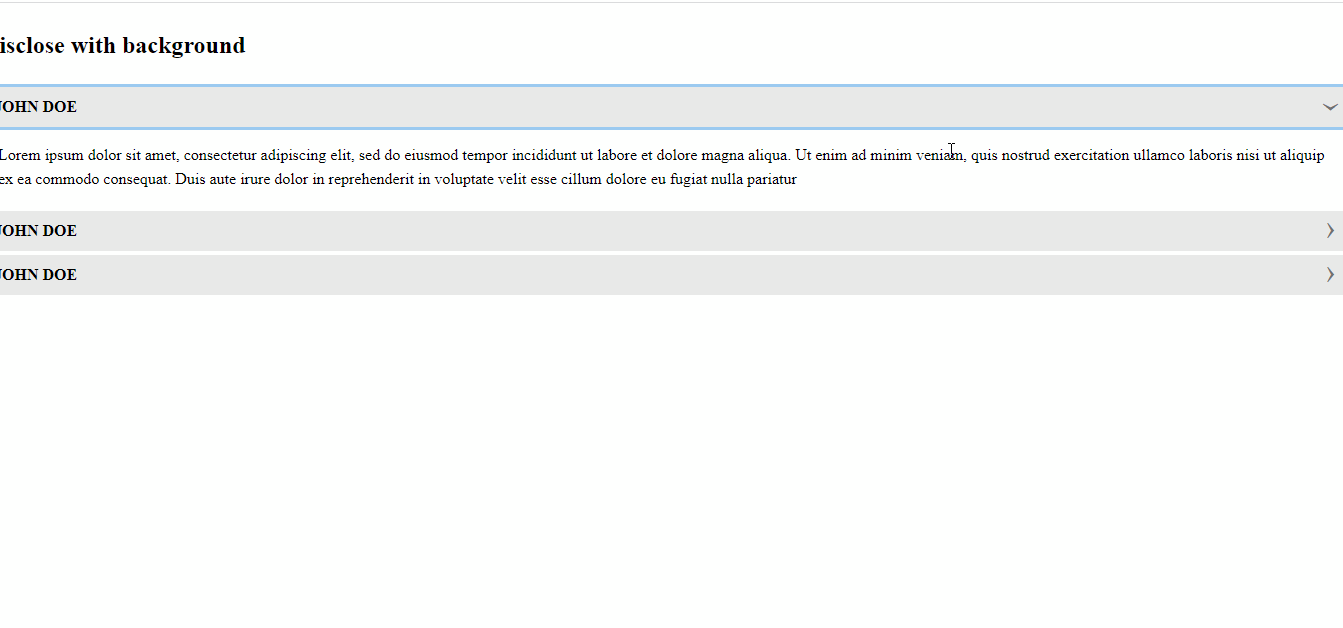 isclose with background
JOHN DOE
Lorem ipsum dolor sit amet, consectetur adipiscing elit, sed do eiusmod tempor incididunt ut labore et dolore magna aliqua. Ut enim ad minim veniam, quis nostrud exercitation ullamco laboris nisi ut aliquip
ex ea commodo consequat. Duis aute irure dolor in reprehenderit in voluptate velit esse cillum dolore eu fugiat nulla pariatur
JOHN DOE
JOHN DOE